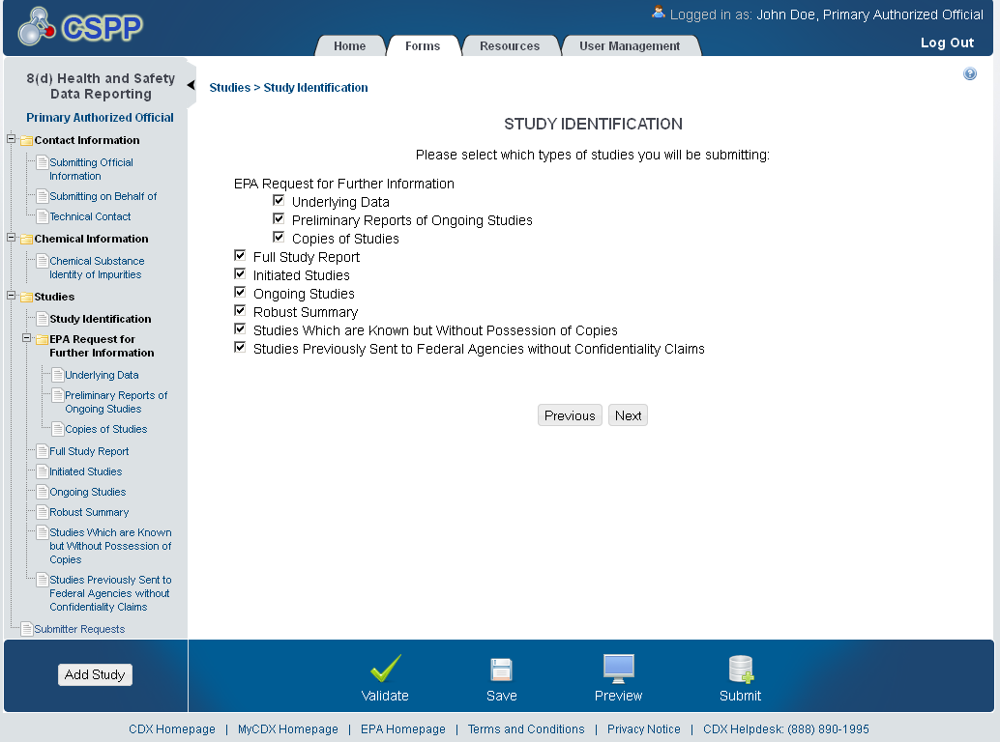 CSPP
Logged in as: John Doe, Primary Authorized Official
Home
Forms
Resources
User Management
Log Out
8(d) Health and Safety
Data Reporting
Primary Authorized Official
Contact Information
Submitting Official
Information
Submitting on Behalf of
Technical Contact
Chemical Information
Chemical Substance
Identity of Impurities
Studies
Study Identification
EPA Request for
Further Information
Underlying Data
Preliminary Reports of
Ongoing Studies
Copies of Studies
Full Study Report
Initiated Studies
Ongoing Studies
Robust Summary
Studies Which are Known
but Without Possession of
Copies
Studies Previously Sent to
Federal Agencies without
Confidentiality Claims
Submitter Requests
Add Study
Studies > Study Identification
STUDY IDENTIFICATION
Please select which types of studies you will be submitting:
EPA Request for Further Information
Underlying Data
Preliminary Reports of Ongoing Studies
Copies of Studies
Full Study Report
Initiated Studies
Ongoing Studies
Robust Summary
Studies Which are Known but Without Possession of Copies
Studies Previously Sent to Federal Agencies without Confidentiality Claims
Previous
Next
Validate
Save
Preview
Submit
CDX Homepage | MyCDX Homepage | EPA Homepage | Terms and Conditions | Privacy Notice | CDX Helpdesk: (888) 890-1995